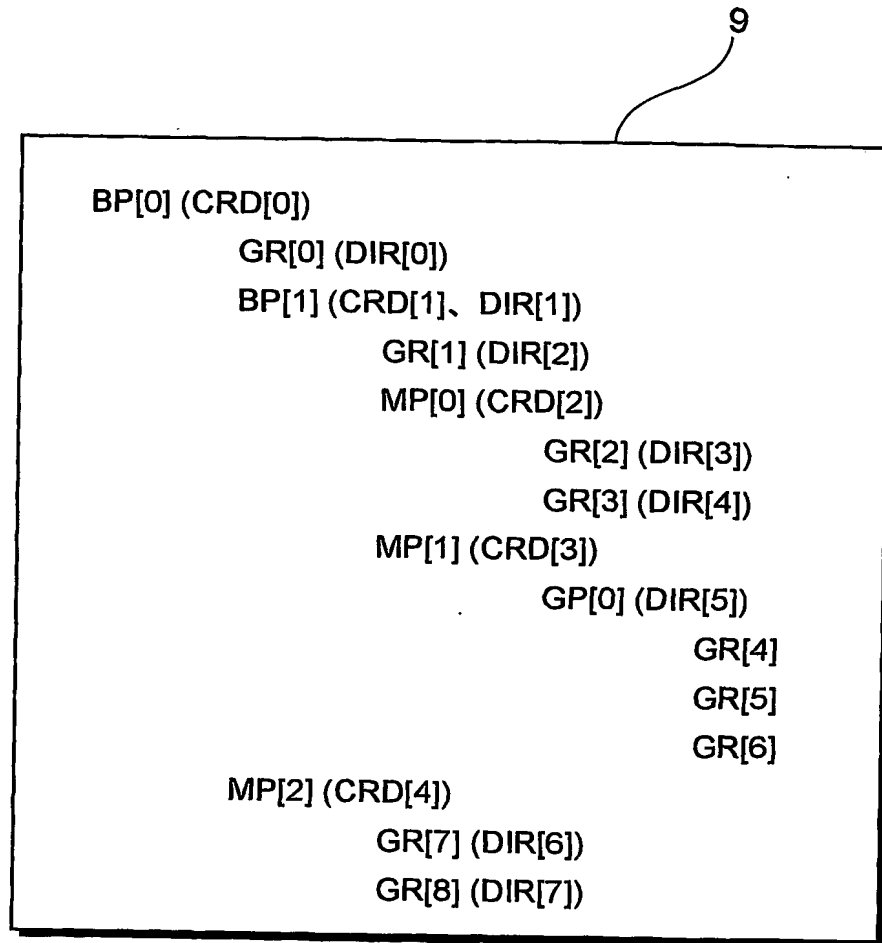 9
BP[0] (CRD[0])
GR[0] (DIR[0])
BP[1] (CRD[1]、DIR[1])
GR[1] (DIR[2])
MP[0] (CRD[2])
GR[2] (DIR[3])
GR[3] (DIR[4])
MP[1] (CRD[3])
GP[0] (DIR[5])
GR[4]
GR[5]
GR[6]
MP[2] (CRD[4])
GR[7] (DIR[6])
GR[8] (DIR[7])